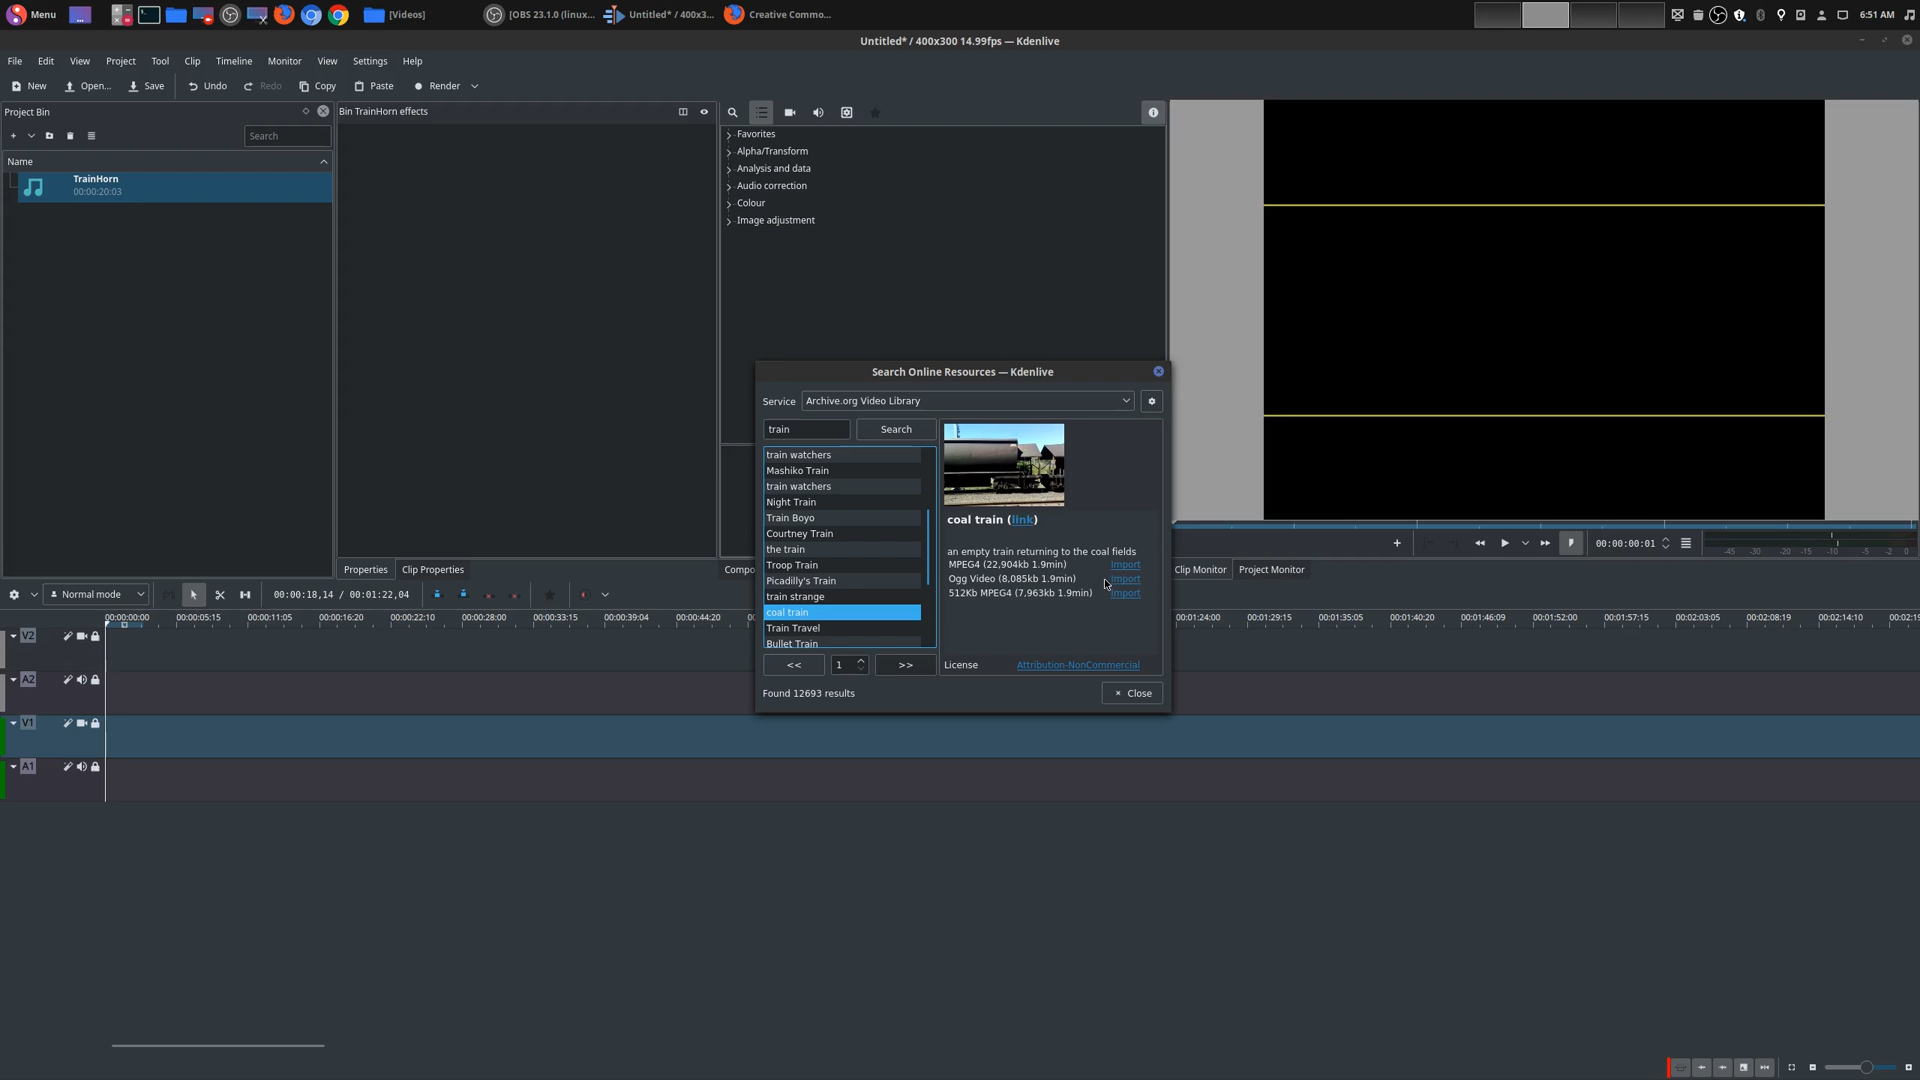 Menu
[Videos]
[OBS 23.1.0 (linux...
Untitled* / 400x3...
Creative Commo...
6:51 AM
Untitled* / 400x300 14.99fps — Kdenlive
File Edit View Project Tool Clip Timeline Monitor View Settings Help
New Open... Save Undo Redo Copy Paste Render
Project Bin
Search
Name
TrainHorn
00:00:20:03
Bin TrainHorn effects
Favorites
Alpha/Transform
Analysis and data
Audio correction
Colour
Image adjustment
Search Online Resources — Kdenlive
Service Archive.org Video Library
train Search
train watchers
Mashiko Train
train watchers
Night Train
Train Boyo
Courtney Train
the train
Troop Train
Picadilly's Train
train strange
coal train
Train Travel
Bullet Train
coal train (link)
an empty train returning to the coal fields
MPEG4 (22,904kb 1.9min) Import
Ogg Video (8,085kb 1.9min) Import
512Kb MPEG4 (7,963kb 1.9min) Import
License Attribution-NonCommercial
<< 1 >>
Found 12693 results
Close
00:00:00:01
-45 -30 -20 -15 -10 -5 -2 0
Properties Clip Properties
Compo
Clip Monitor Project Monitor
Normal mode
00:00:18,14 / 00:01:22,04
00:00:00:00 00:00:05:15 00:00:11:05 00:00:16:20 00:00:22:10 00:00:28:00 00:00:33:15 00:00:39:04 00:00:44:20 00:01:24:00 00:01:29:15 00:01:35:05 00:01:40:20 00:01:46:09 00:01:52:00 00:01:57:15 00:02:03:05 00:02:08:19 00:02:14:10 00:02:19
V2
A2
V1
A1